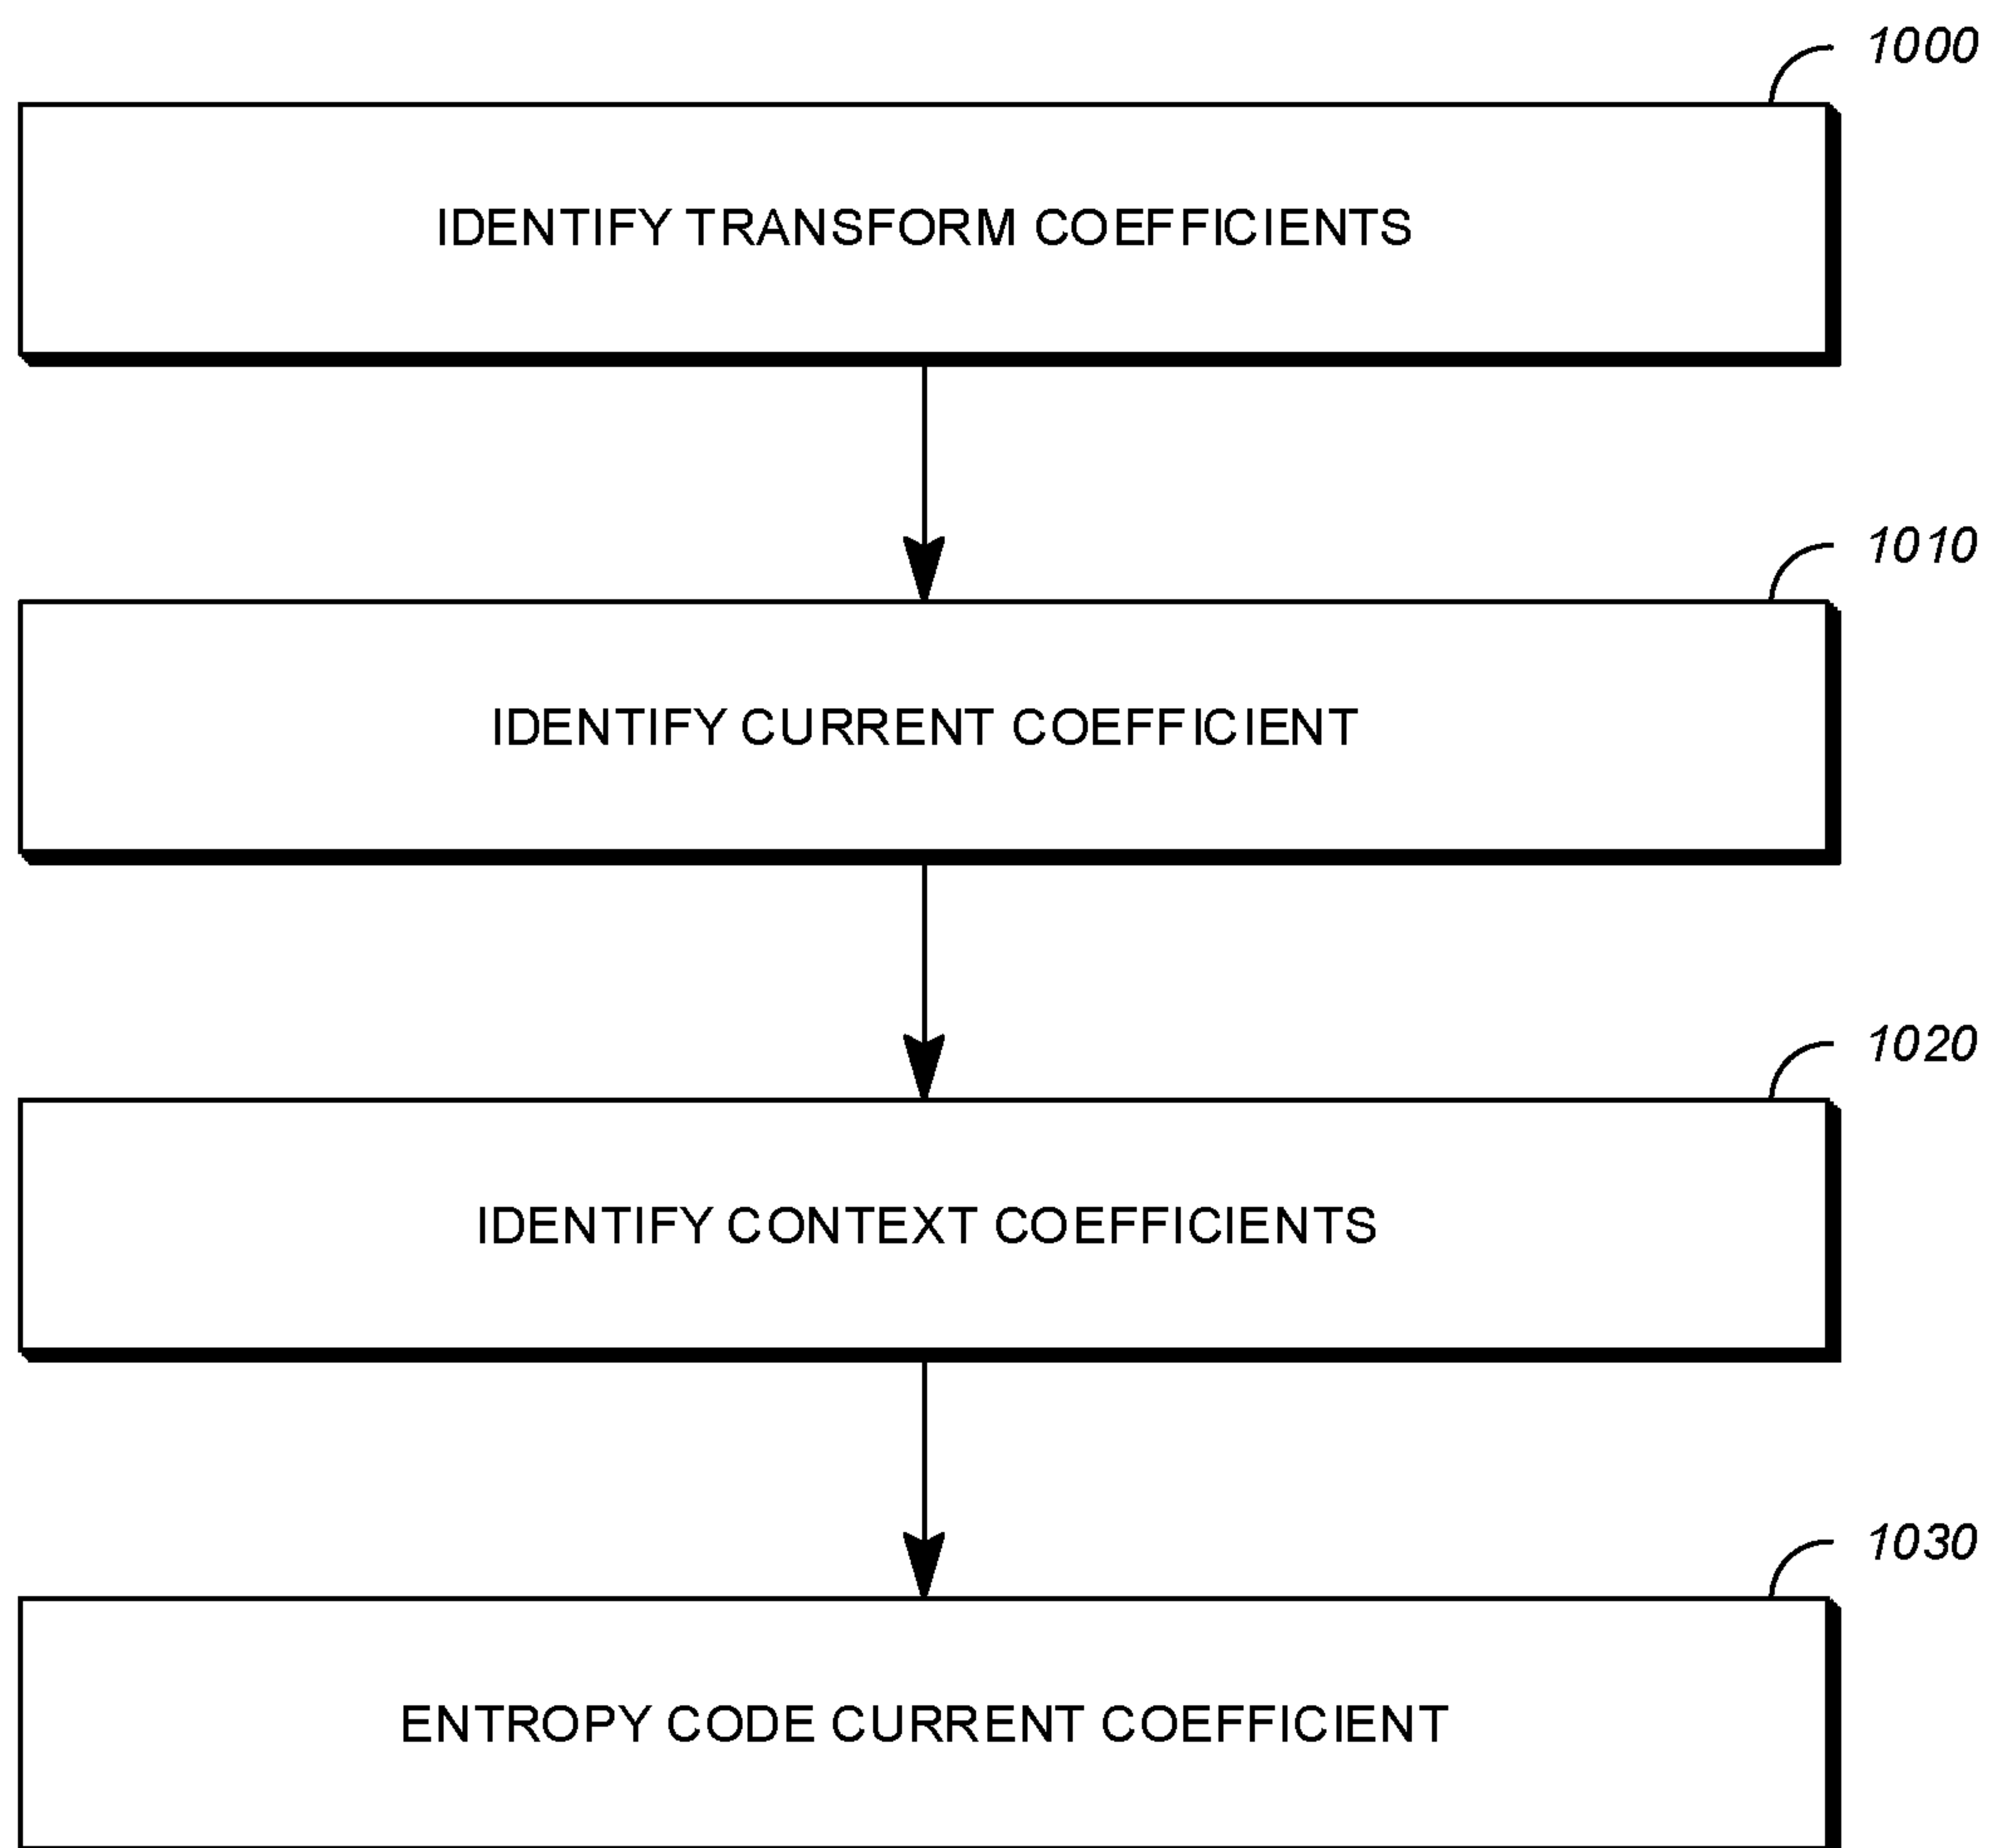 1000
IDENTIFY TRANSFORM COEFFICIENTS
1010
IDENTIFY CURRENT COEFFICIENT
1020
IDENTIFY CONTEXT COEFFICIENTS
1030
ENTROPY CODE CURRENT COEFFICIENT